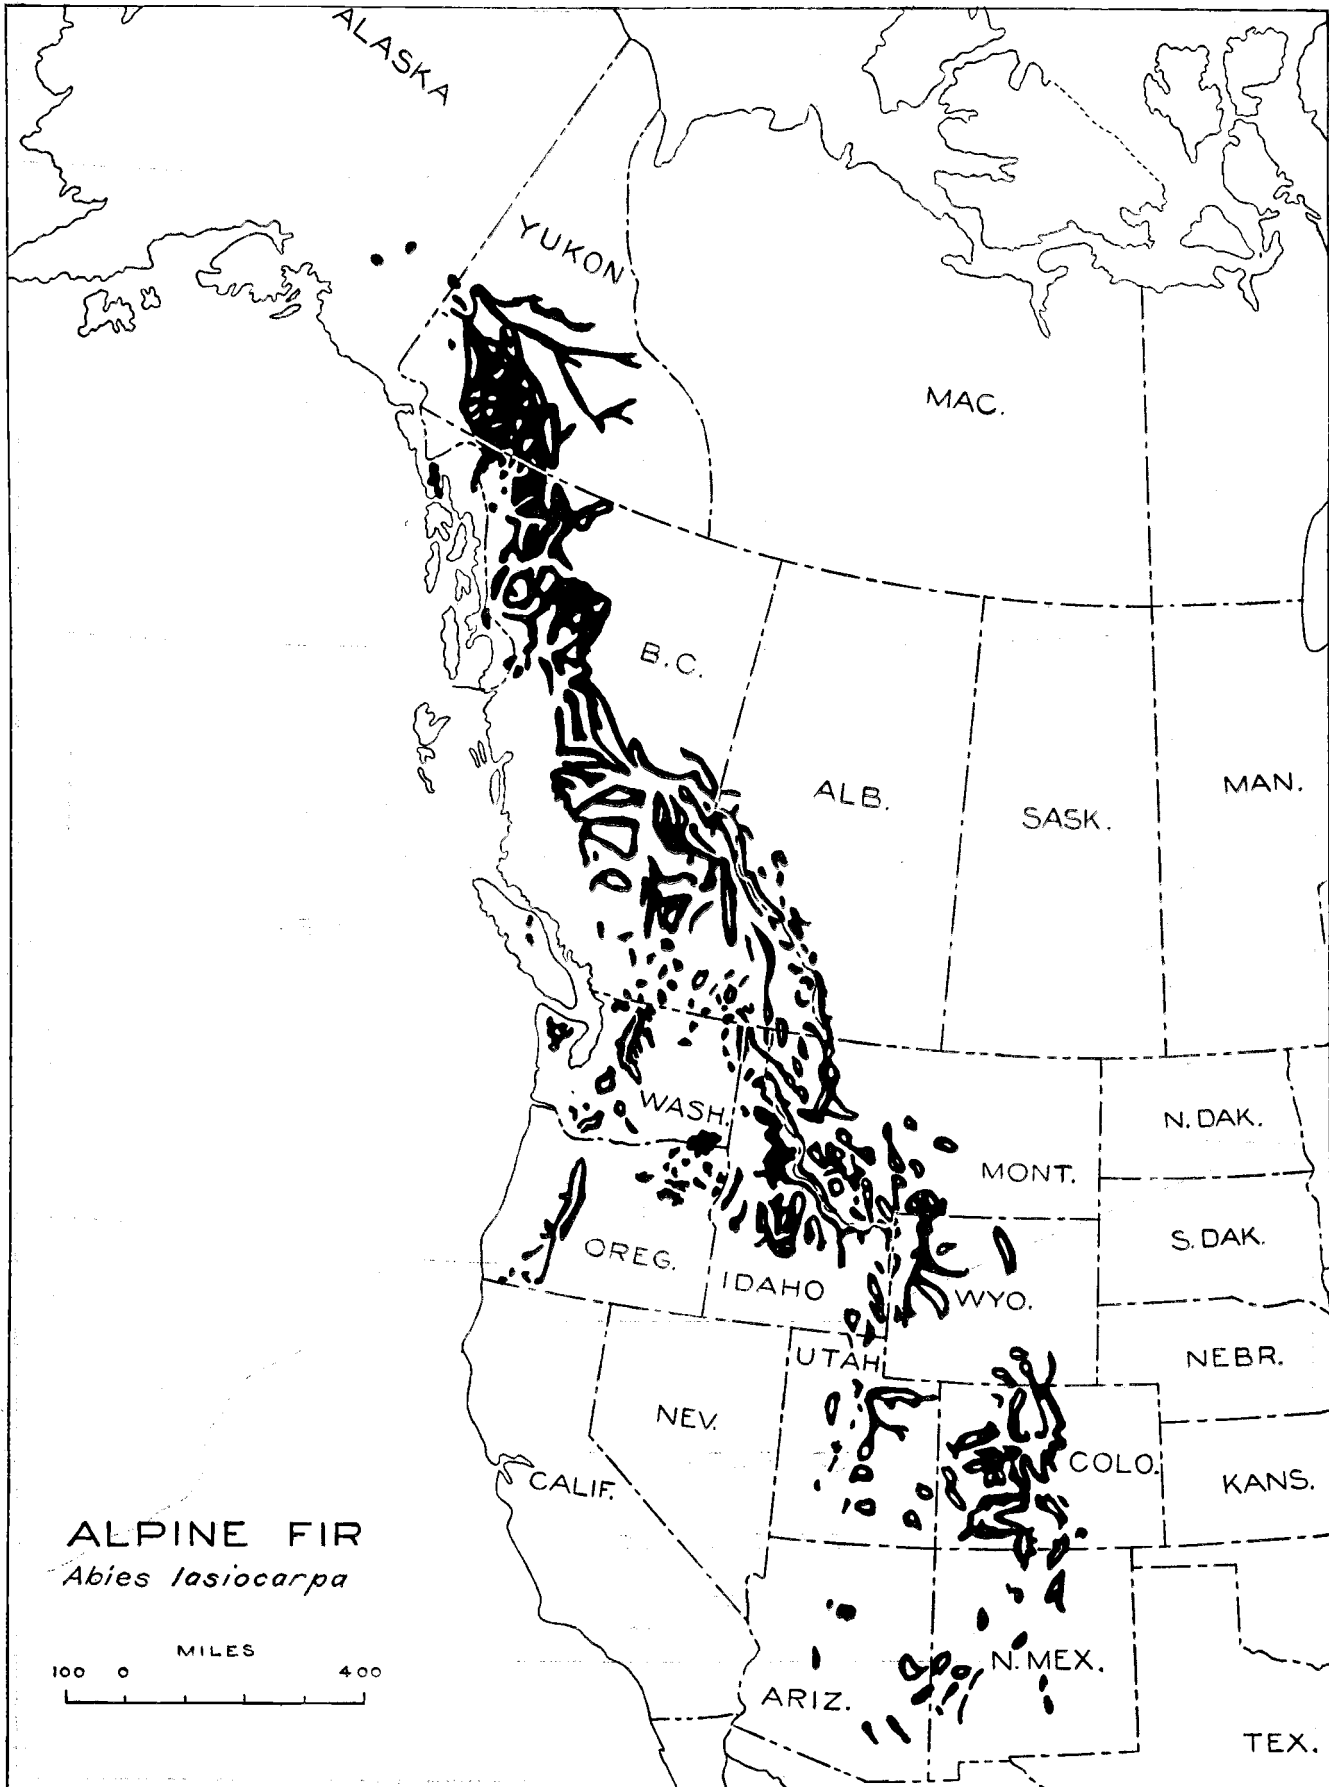 ALASKA
YUKON
MAC.
B.C.
ALB.
SASK.
MAN.
WASH.
N. DAK.
MONT.
S. DAK.
OREG.
IDAHO
WYO.
UTAH
NEBR.
NEV.
COLO.
KANS.
CALIF.
ALPINE FIR
Abies lasiocarpa
MILES
100 0 400
N. MEX.
ARIZ.
TEX.